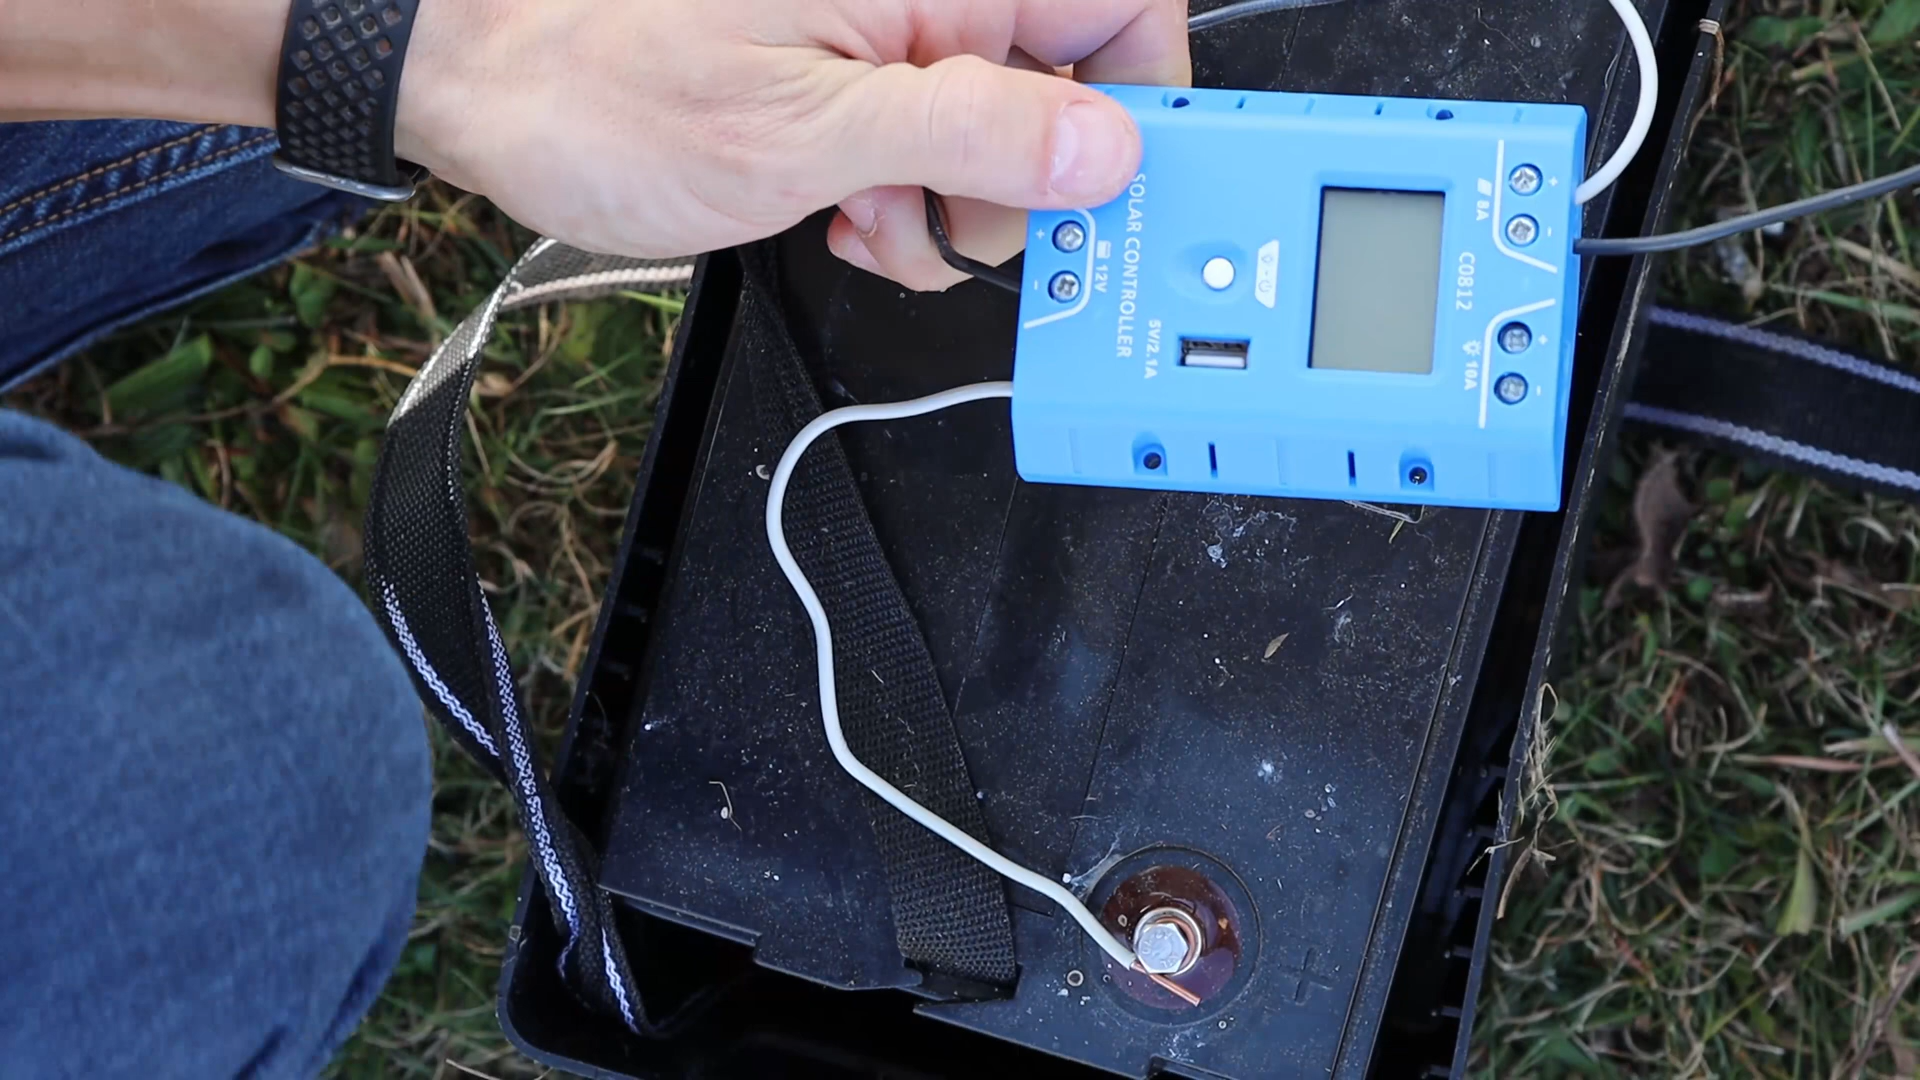 SOLAR CONTROLLER
+
-
12V
5V/2.1A
C0812
8A
+
-
10A
+
-
+